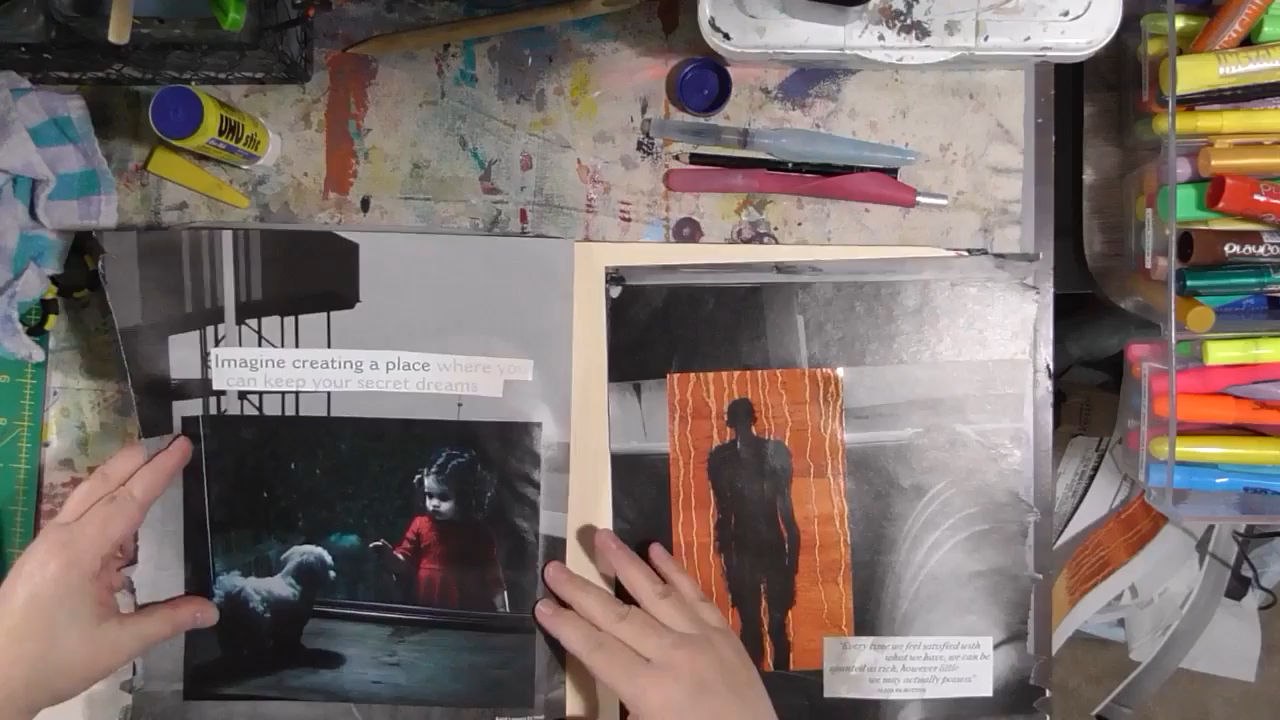 UHU stic
Imagine creating a place where you
can keep your secret dreams
"Every time we feel satisfied with
what we have, we can be
counted as rich, however little
we may actually possess."